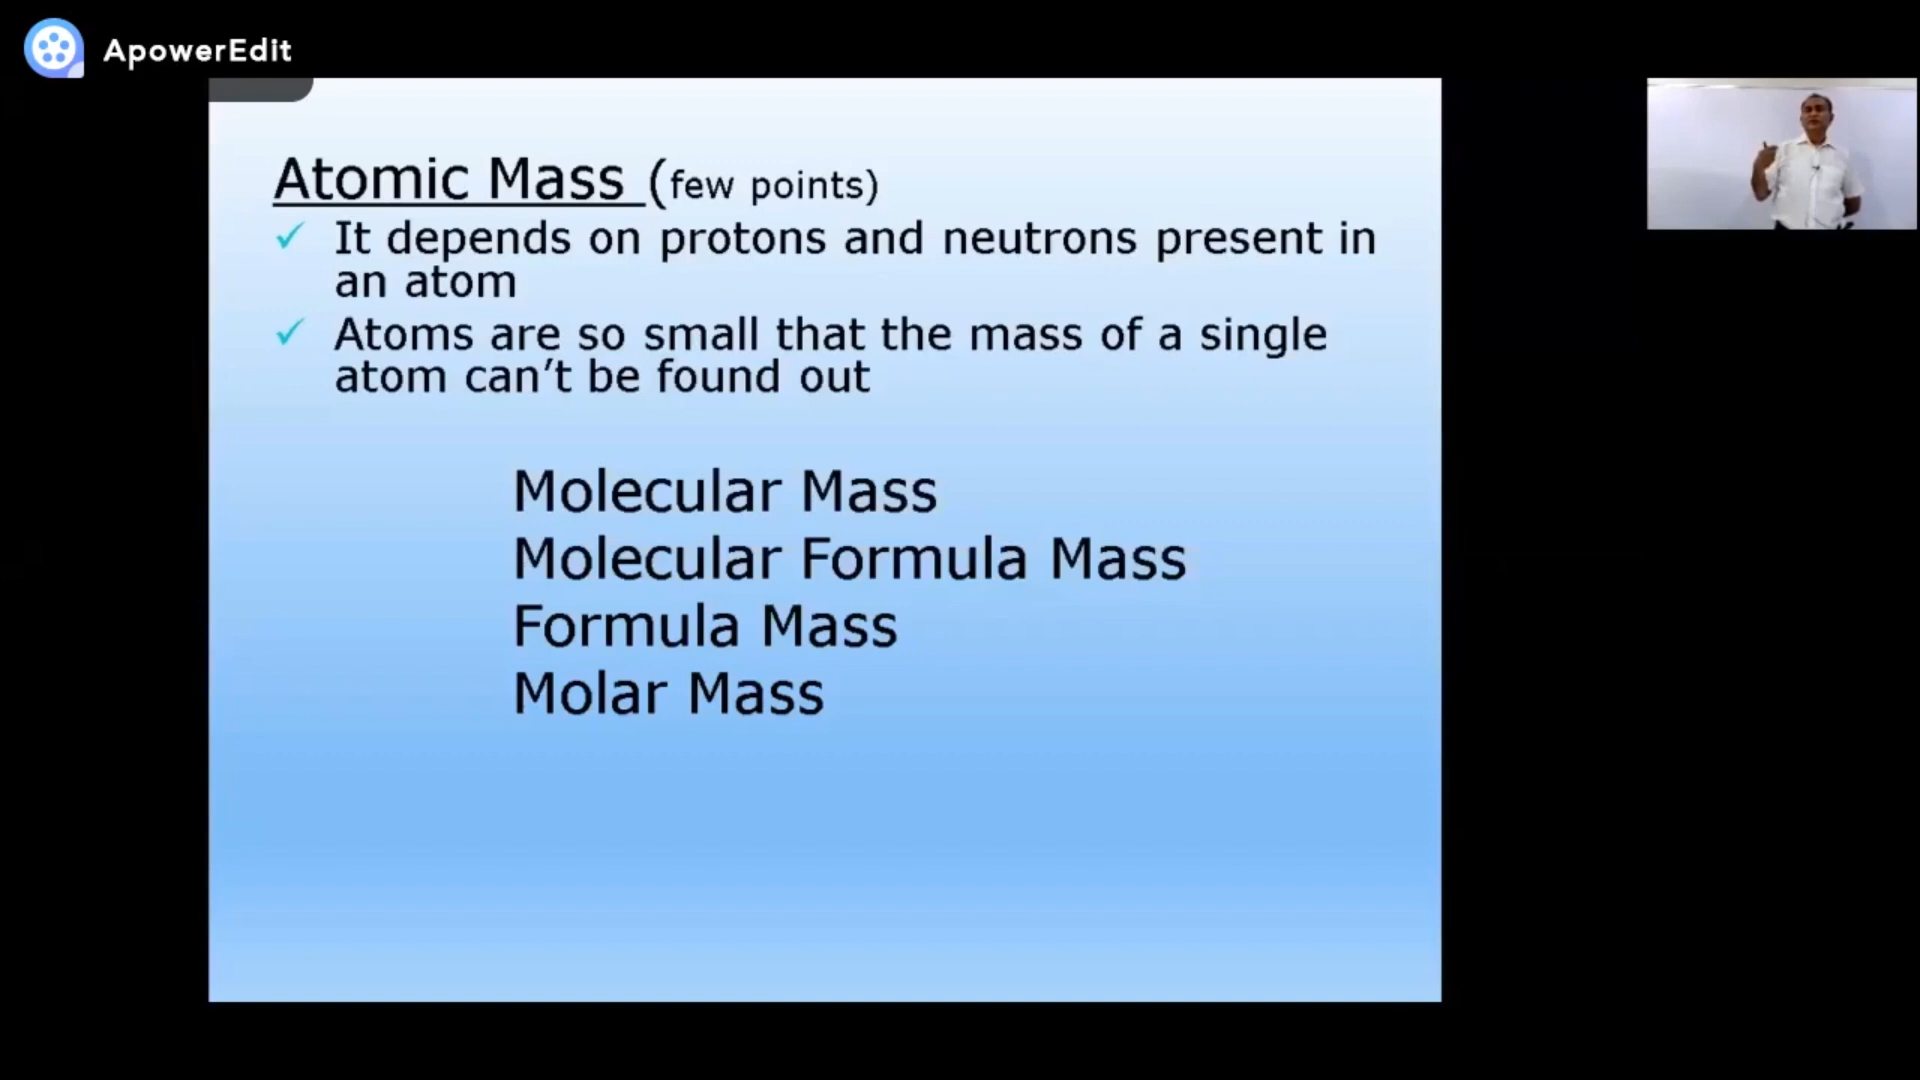 ApowerEdit
Atomic Mass (few points)
✓ It depends on protons and neutrons present in
an atom
✓ Atoms are so small that the mass of a single
atom can’t be found out
Molecular Mass
Molecular Formula Mass
Formula Mass
Molar Mass